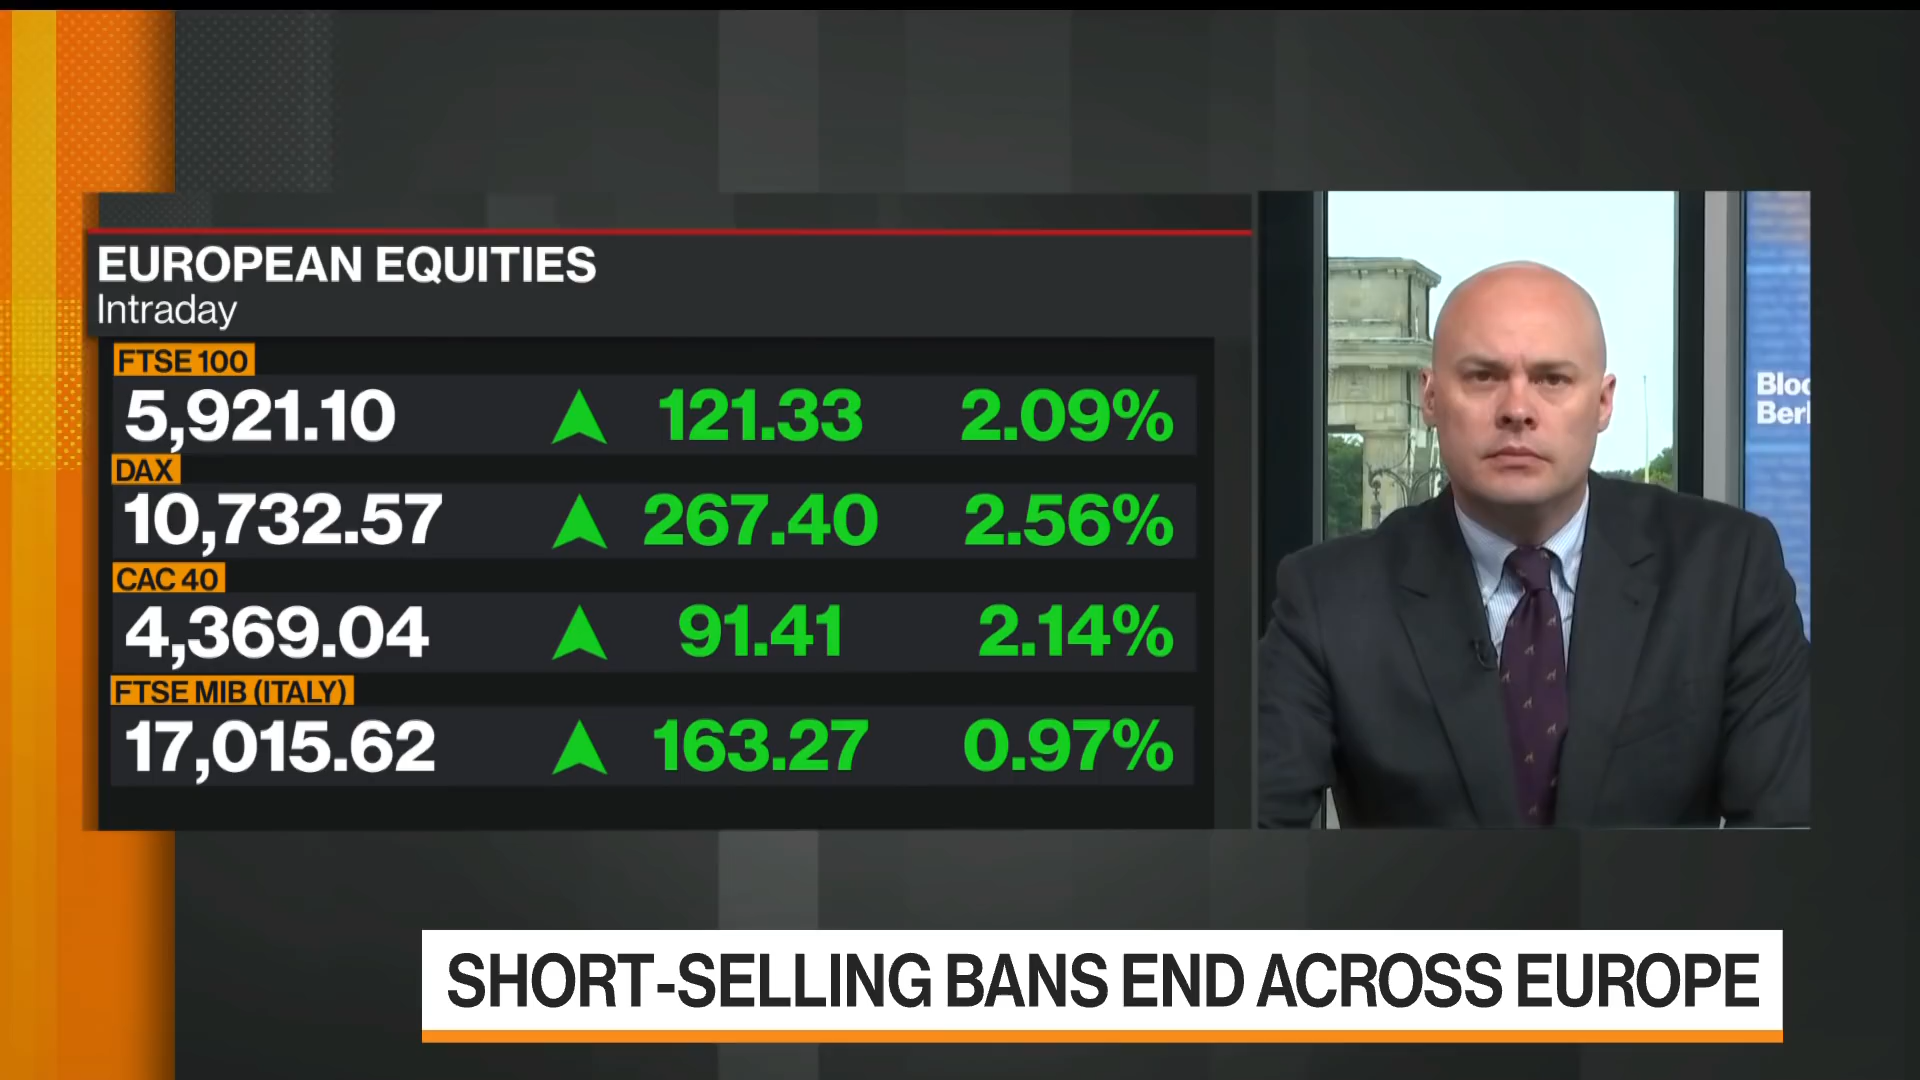 EUROPEAN EQUITIES
Intraday
FTSE 100
5,921.10 ▲ 121.33 2.09%
DAX
10,732.57 ▲ 267.40 2.56%
CAC 40
4,369.04 ▲ 91.41 2.14%
FTSE MIB (ITALY)
17,015.62 ▲ 163.27 0.97%
Bloo
Berl
SHORT-SELLING BANS END ACROSS EUROPE